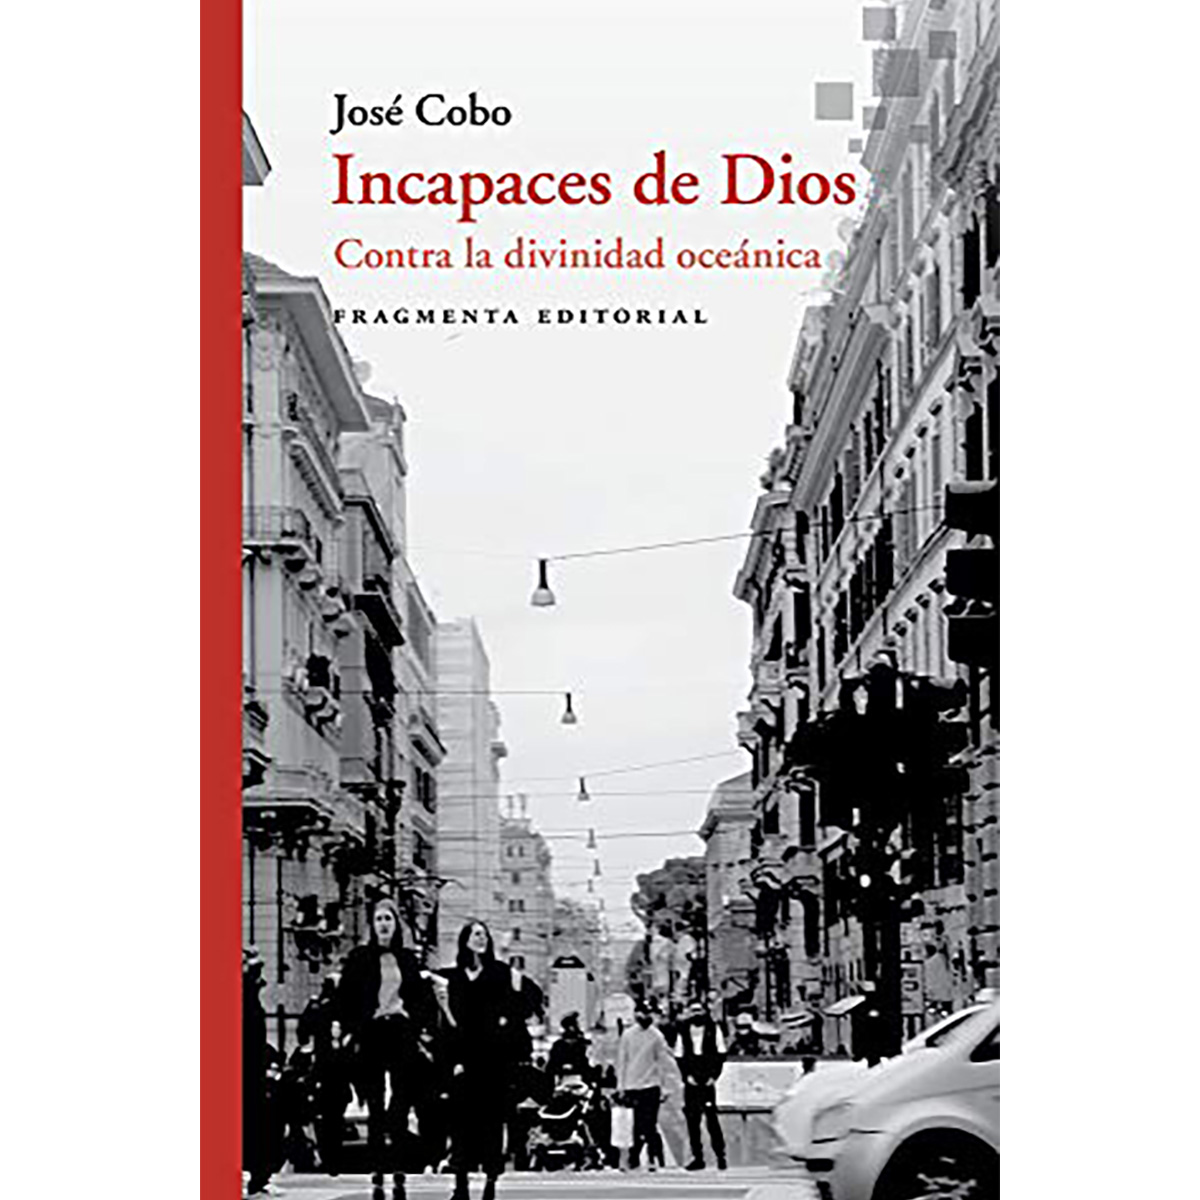 José Cobo
Incapaces de Dios
Contra la divinidad oceánica
FRAGMENTA EDITORIAL